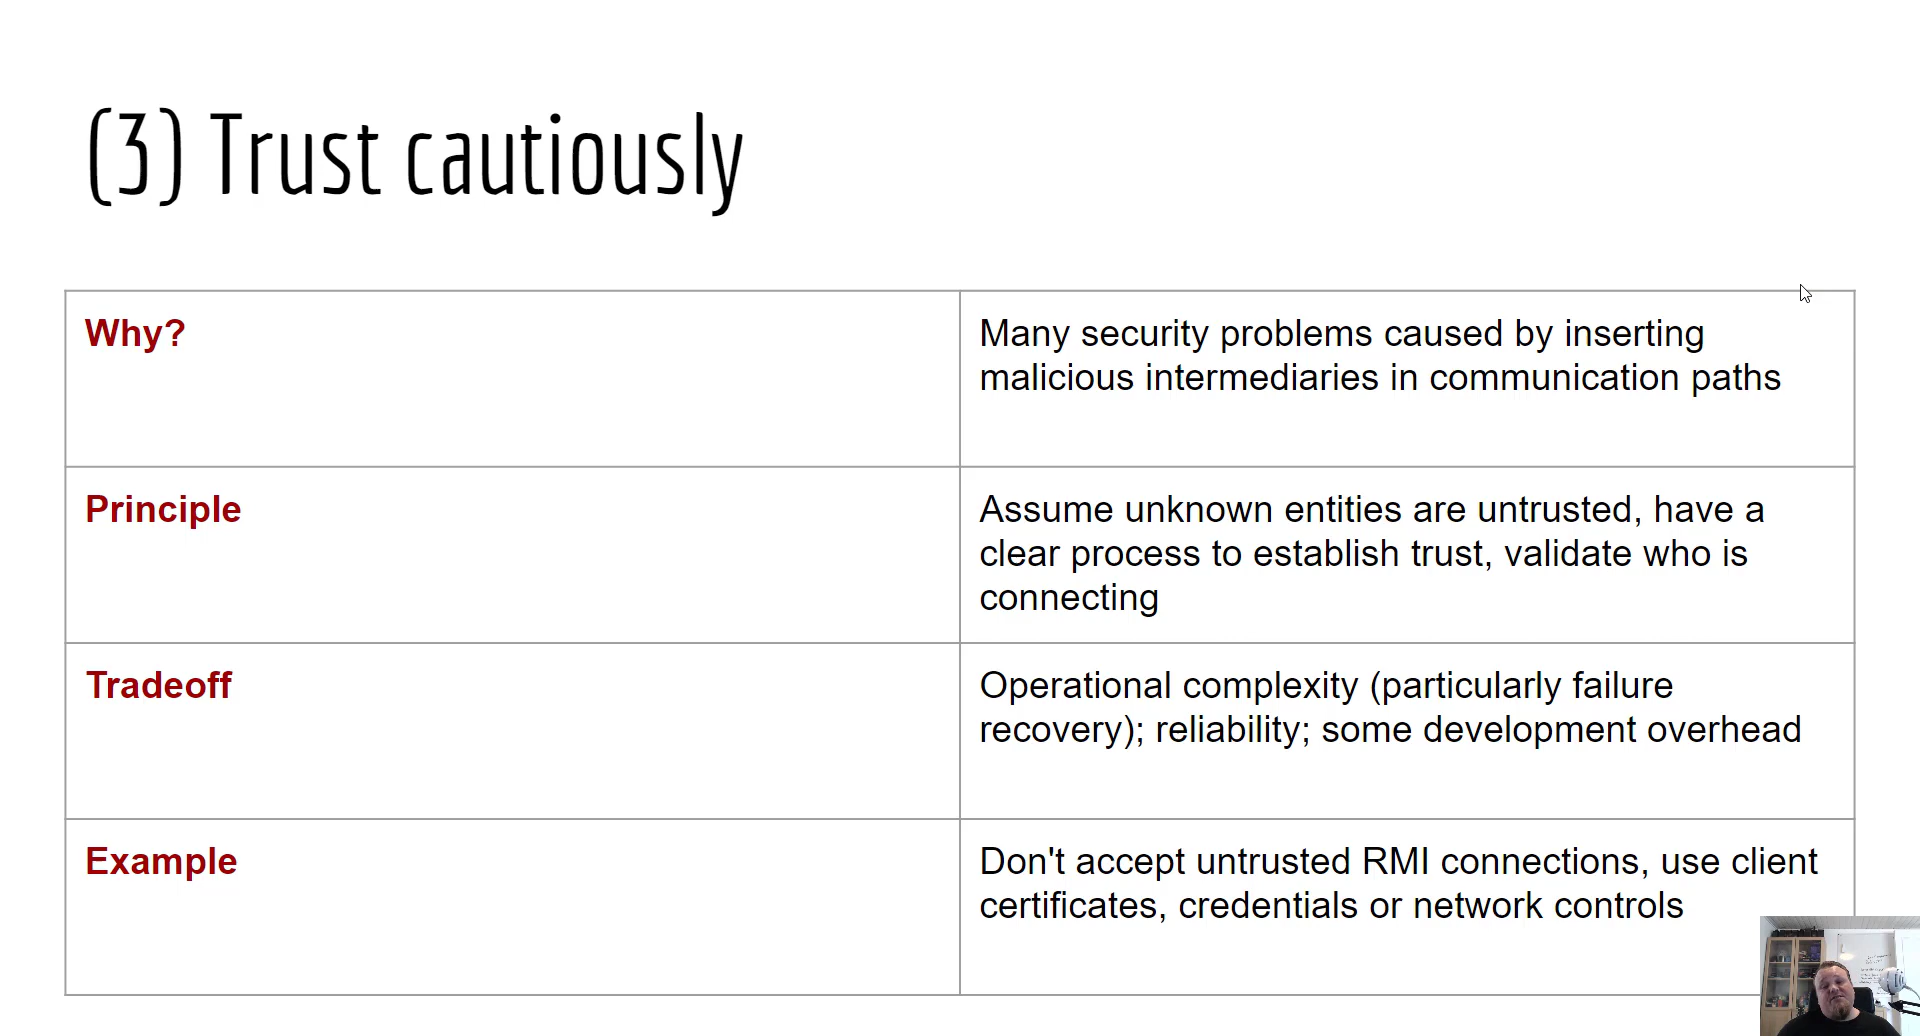 (3) Trust cautiously
Why?
Many security problems caused by inserting
malicious intermediaries in communication paths
Principle
Assume unknown entities are untrusted, have a
clear process to establish trust, validate who is
connecting
Tradeoff
Operational complexity (particularly failure
recovery); reliability; some development overhead
Example
Don't accept untrusted RMI connections, use client
certificates, credentials or network controls